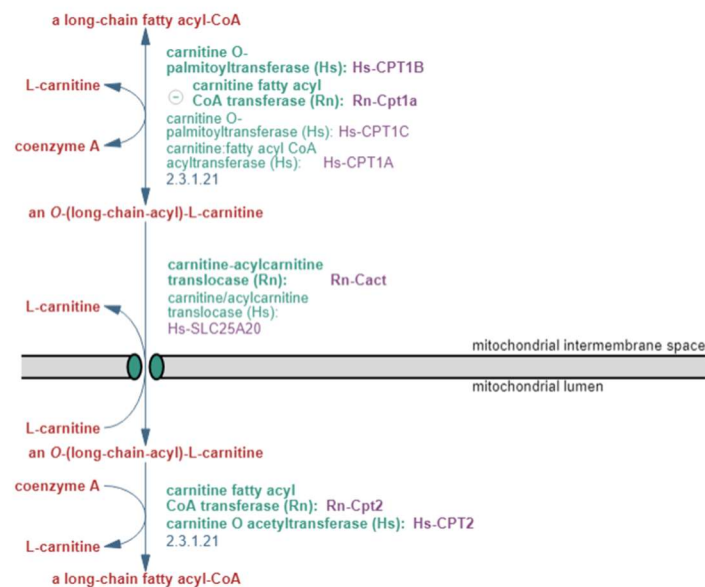 a long-chain fatty acyl-CoA
carnitine O-
palmitoyltransferase (Hs): Hs-CPT1B
L-carnitine
carnitine fatty acyl
CoA transferase (Rn): Rn-Cpt1a
carnitine O-
palmitoyltransferase (Hs): Hs-CPT1C
coenzyme A
carnitine:fatty acyl CoA
acyltransferase (Hs): Hs-CPT1A
2.3.1.21
an O-(long-chain-acyl)-L-carnitine
carnitine-acylcarnitine
translocase (Rn): Rn-Cact
L-carnitine
carnitine/acylcarnitine
translocase (Hs):
Hs-SLC25A20
mitochondrial intermembrane space
mitochondrial lumen
L-carnitine
an O-(long-chain-acyl)-L-carnitine
coenzyme A
carnitine fatty acyl
CoA transferase (Rn): Rn-Cpt2
carnitine O acetyltransferase (Hs): Hs-CPT2
2.3.1.21
L-carnitine
a long-chain fatty acyl-CoA